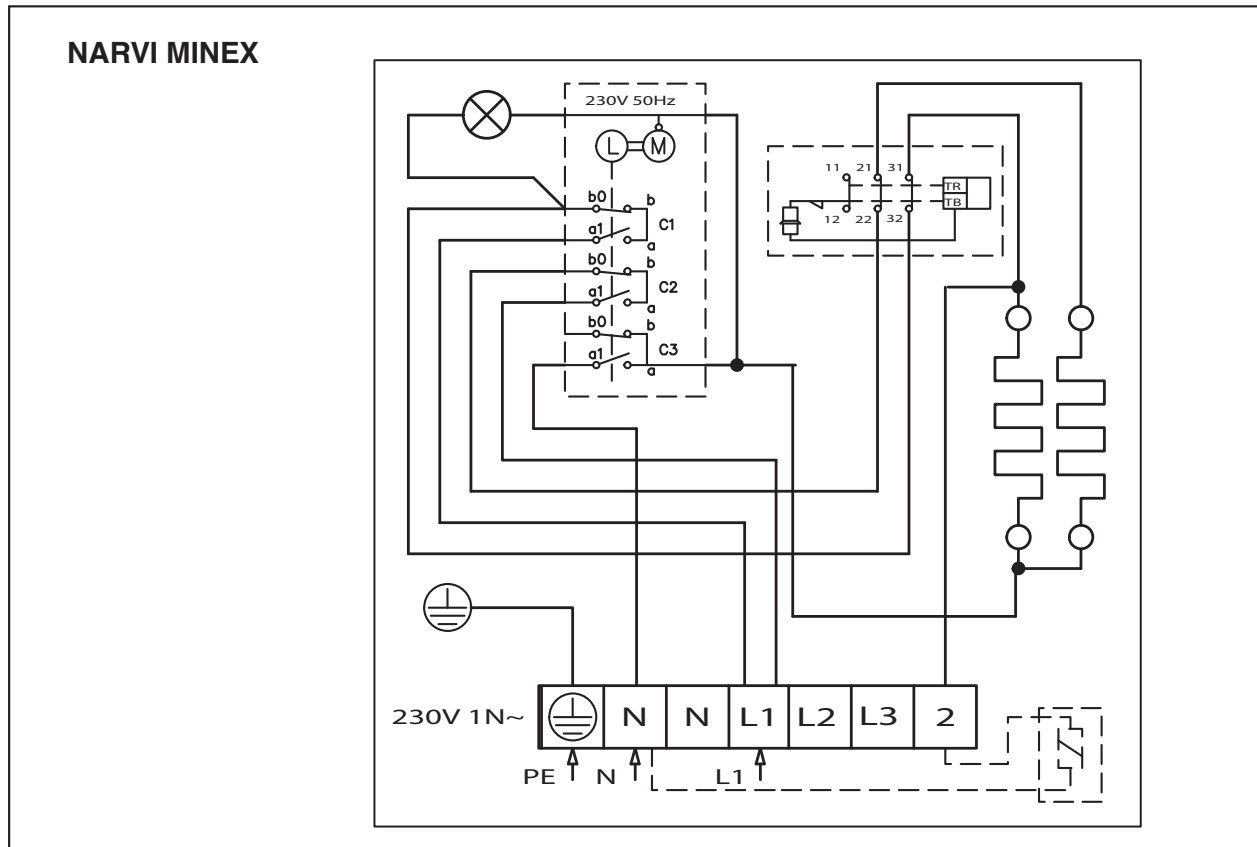 NARVI MINEX
230V 50Hz
L M
11 21 31
TR
TB
12 22 32
b0 b
C1
a1 a
b0 b
C2
a1 a
b0 b
C3
a1 a
230V 1N~ N N L1 L2 L3 2
PE N L1